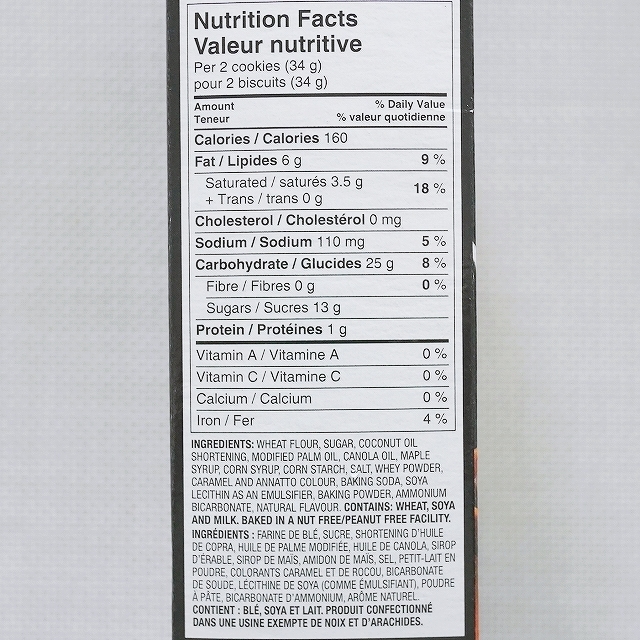 Nutrition Facts
Valeur nutritive
Per 2 cookies (34 g)
pour 2 biscuits (34 g)
Amount % Daily Value
Teneur % valeur quotidienne
Calories / Calories 160
Fat / Lipides 6 g 9 %
Saturated / saturés 3.5 g
+ Trans / trans 0 g 18 %
Cholesterol / Cholestérol 0 mg
Sodium / Sodium 110 mg 5 %
Carbohydrate / Glucides 25 g 8 %
Fibre / Fibres 0 g 0 %
Sugars / Sucres 13 g
Protein / Protéines 1 g
Vitamin A / Vitamine A 0 %
Vitamin C / Vitamine C 0 %
Calcium / Calcium 0 %
Iron / Fer 4 %
INGREDIENTS: WHEAT FLOUR, SUGAR, COCONUT OIL
SHORTENING, MODIFIED PALM OIL, CANOLA OIL, MAPLE
SYRUP, CORN SYRUP, CORN STARCH, SALT, WHEY POWDER,
CARAMEL AND ANNATTO COLOUR, BAKING SODA, SOYA
LECITHIN AS AN EMULSIFIER, BAKING POWDER, AMMONIUM
BICARBONATE, NATURAL FLAVOUR. CONTAINS: WHEAT, SOYA
AND MILK. BAKED IN A NUT FREE/PEANUT FREE FACILITY.
INGRÉDIENTS : FARINE DE BLÉ, SUCRE, SHORTENING D'HUILE
DE COPRA, HUILE DE PALME MODIFIÉE, HUILE DE CANOLA, SIROP
D'ÉRABLE, SIROP DE MAÏS, AMIDON DE MAÏS, SEL, PETIT-LAIT EN
POUDRE, COLORANTS CARAMEL ET DE ROCOU, BICARBONATE
DE SOUDE, LÉCITHINE DE SOYA (COMME ÉMULSIFIANT), POUDRE
À PÂTE, BICARBONATE D'AMMONIUM, ARÔME NATUREL.
CONTIENT : BLÉ, SOYA ET LAIT. PRODUIT CONFECTIONNÉ
DANS UNE USINE EXEMPTE DE NOIX ET D'ARACHIDES.